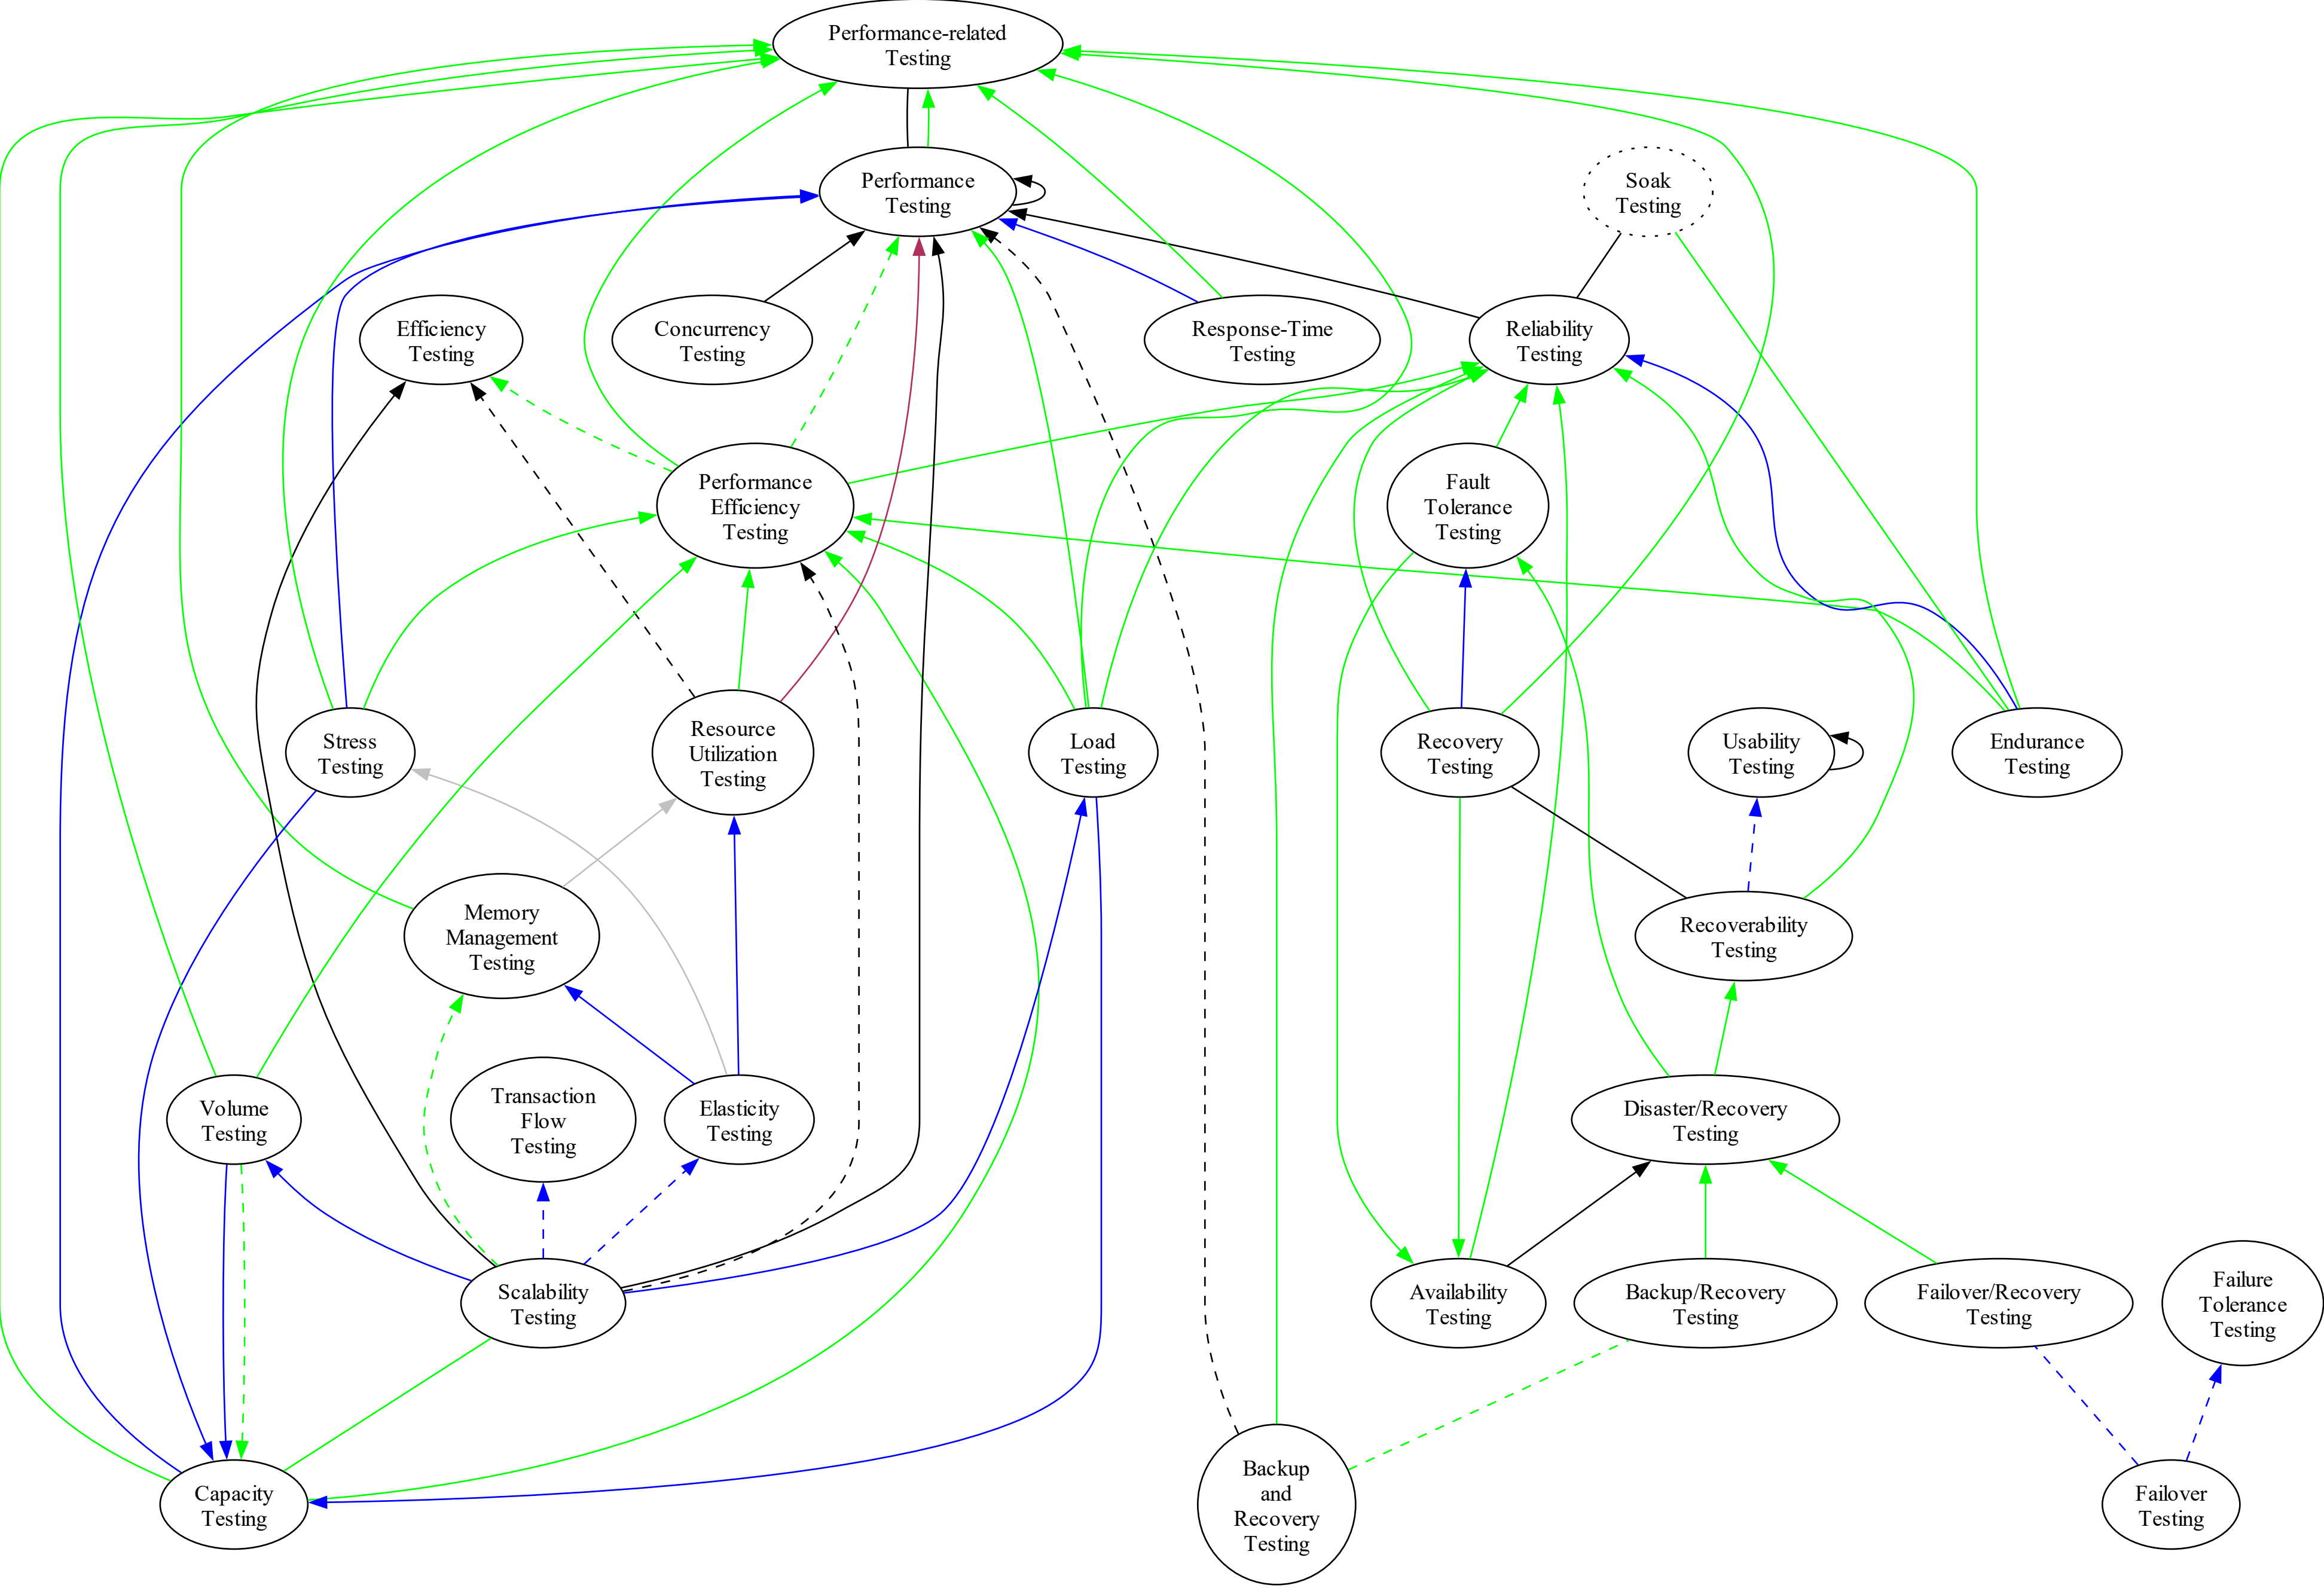 Performance-related
Testing
Performance
Testing
Soak
Testing
Efficiency
Testing
Concurrency
Testing
Response-Time
Testing
Reliability
Testing
Performance
Efficiency
Testing
Fault
Tolerance
Testing
Stress
Testing
Resource
Utilization
Testing
Load
Testing
Recovery
Testing
Usability
Testing
Endurance
Testing
Memory
Management
Testing
Recoverability
Testing
Volume
Testing
Transaction
Flow
Testing
Elasticity
Testing
Disaster/Recovery
Testing
Scalability
Testing
Availability
Testing
Backup/Recovery
Testing
Failover/Recovery
Testing
Failure
Tolerance
Testing
Capacity
Testing
Backup
and
Recovery
Testing
Failover
Testing